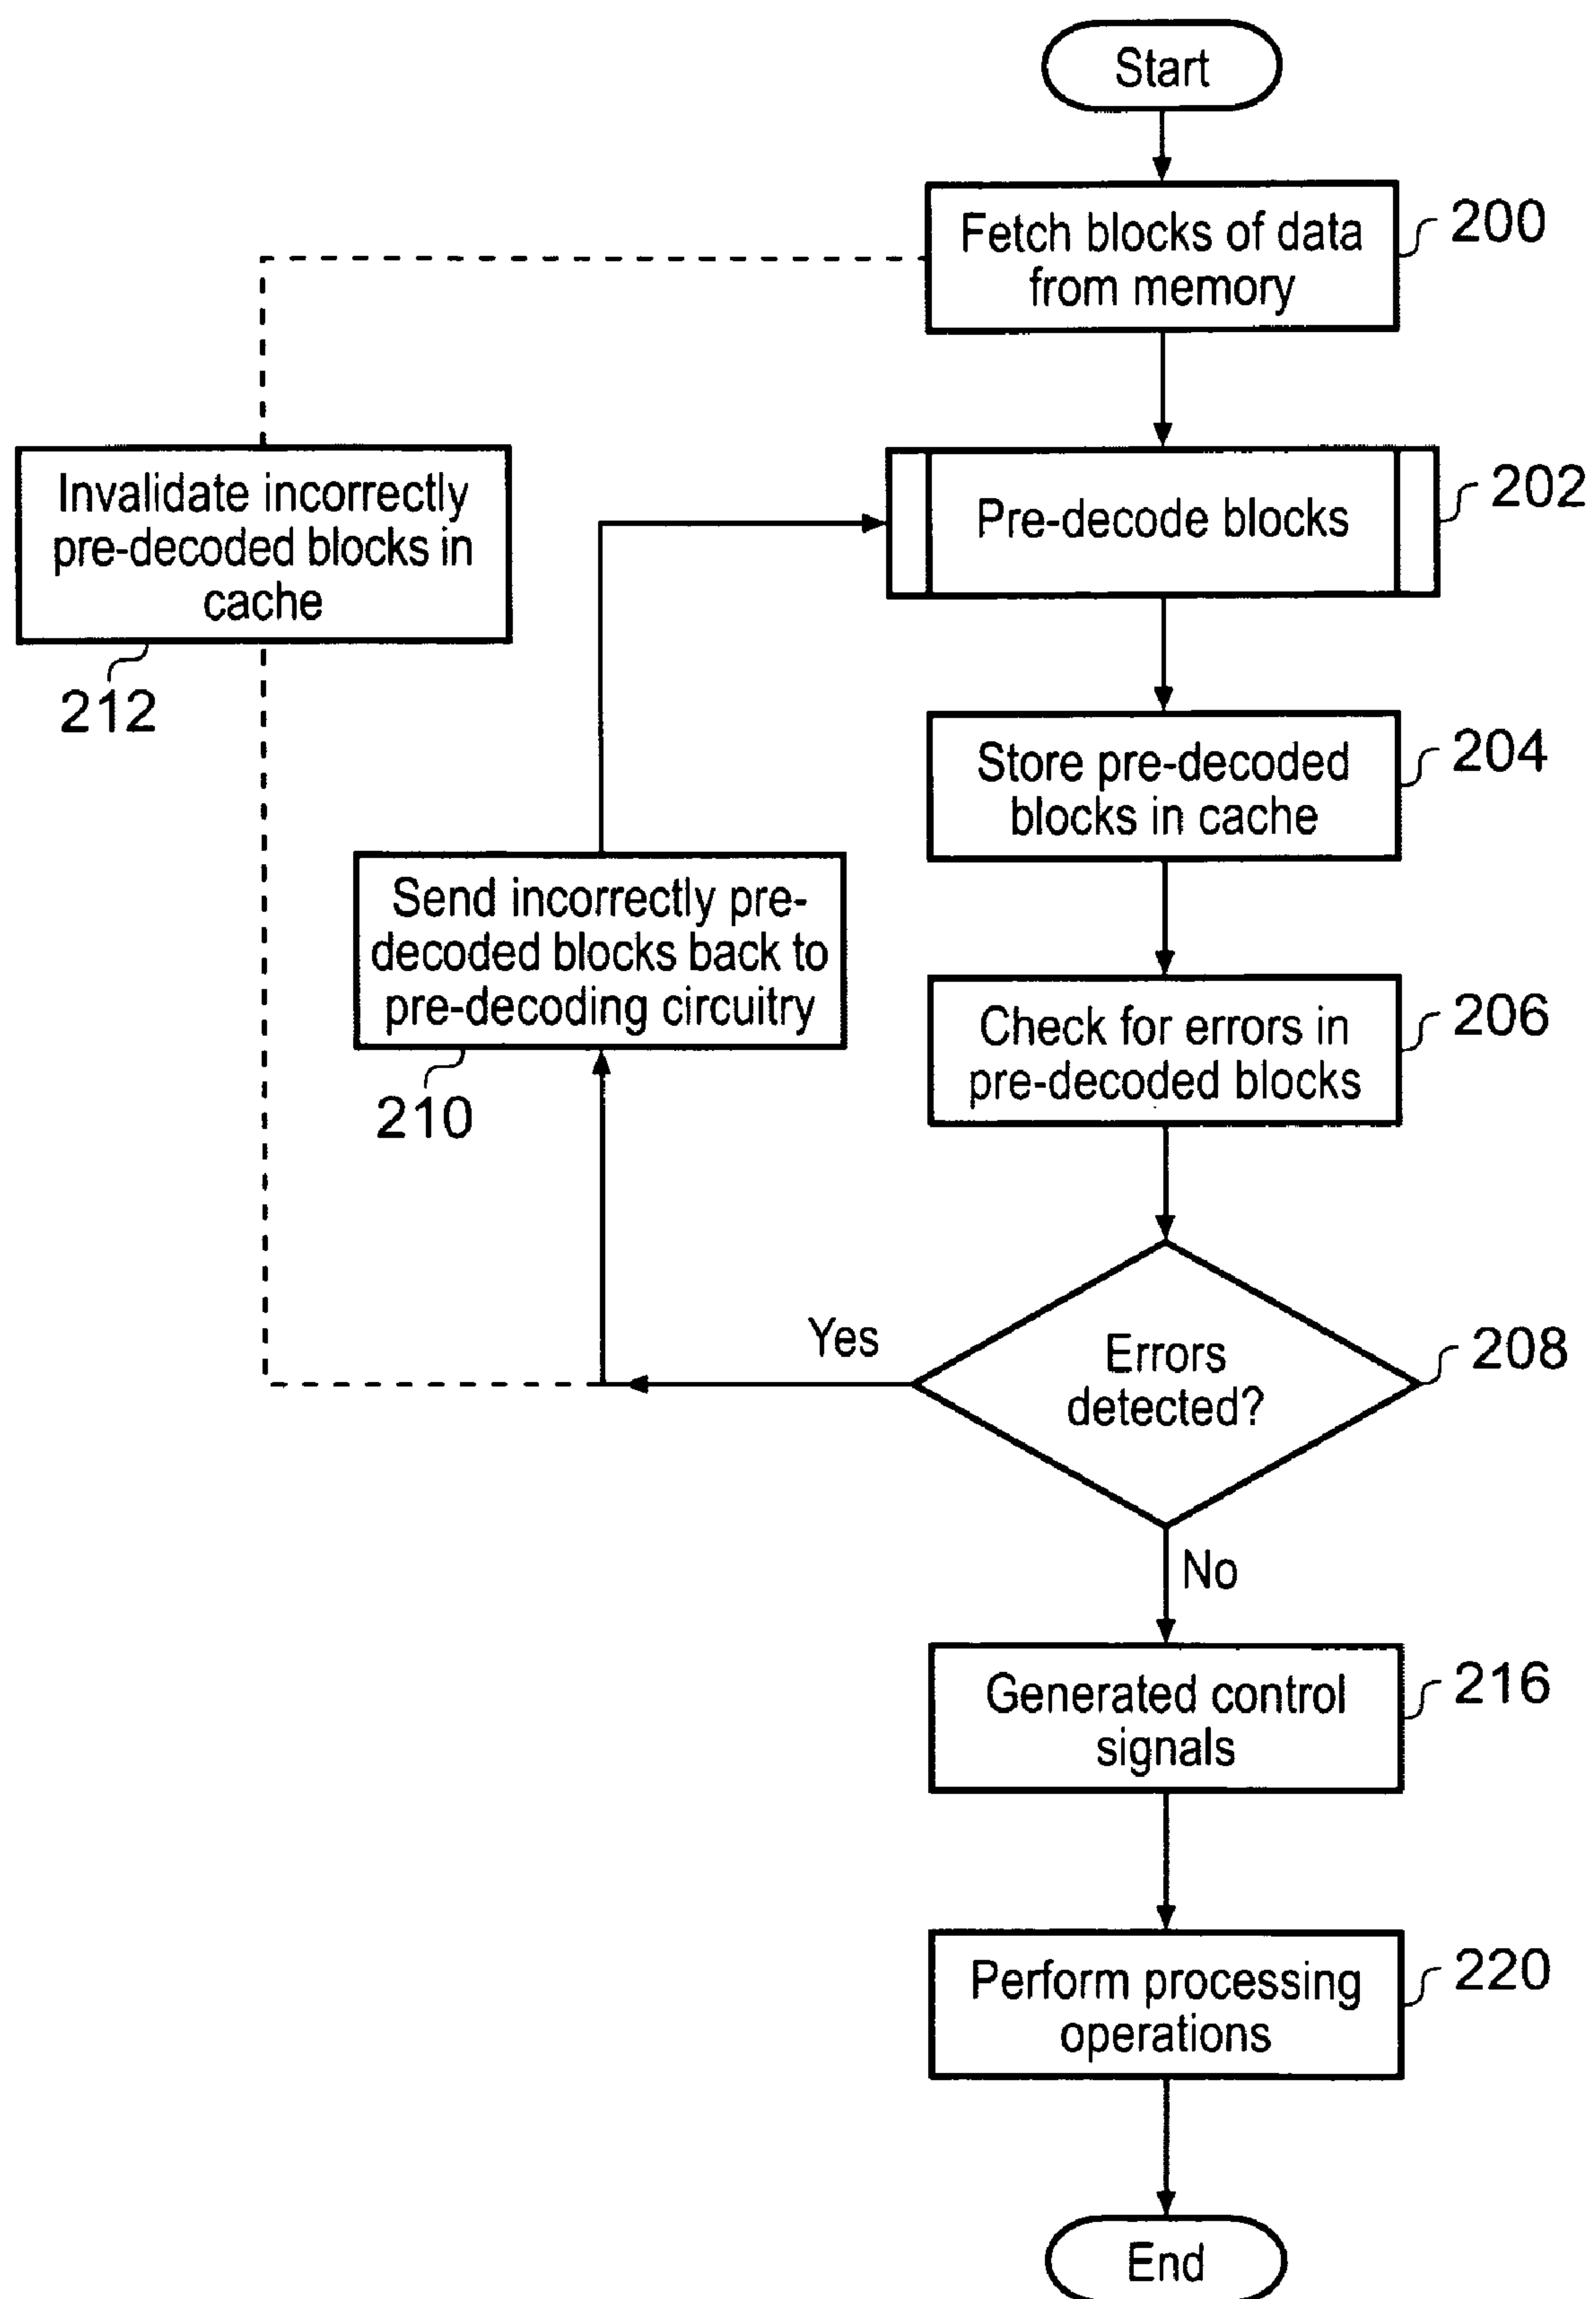 Start
Fetch blocks of data
from memory
200
Invalidate incorrectly
pre-decoded blocks in
cache
212
Pre-decode blocks
202
Store pre-decoded
blocks in cache
204
Send incorrectly pre-
decoded blocks back to
pre-decoding circuitry
210
Check for errors in
pre-decoded blocks
206
Yes
Errors
detected?
208
No
Generated control
signals
216
Perform processing
operations
220
End